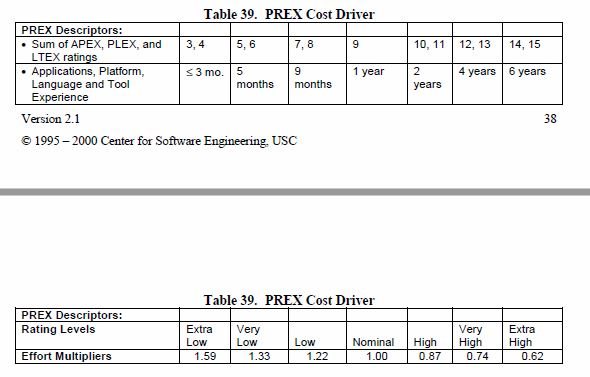 Table 39. PREX Cost Driver
PREX Descriptors:
• Sum of APEX, PLEX, and LTEX ratings 3, 4 5, 6 7, 8 9 10, 11 12, 13 14, 15
• Applications, Platform, Language and Tool Experience ≤ 3 mo. 5 months 9 months 1 year 2 years 4 years 6 years
Version 2.1 38
© 1995 – 2000 Center for Software Engineering, USC
Table 39. PREX Cost Driver
PREX Descriptors:
Rating Levels Extra Low Very Low Low Nominal High Very High Extra High
Effort Multipliers 1.59 1.33 1.22 1.00 0.87 0.74 0.62